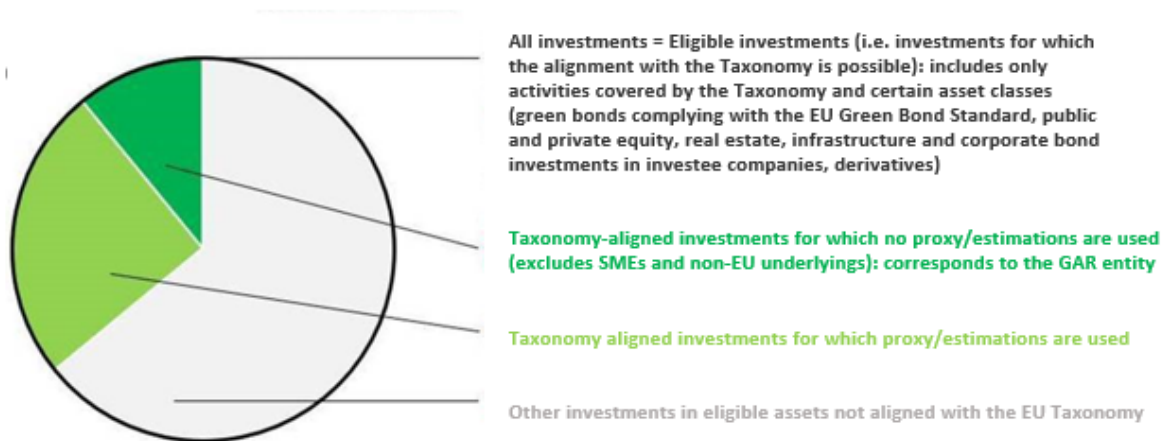 All investments = Eligible investments (i.e. investments for which
the alignment with the Taxonomy is possible): includes only
activities covered by the Taxonomy and certain asset classes
(green bonds complying with the EU Green Bond Standard, public
and private equity, real estate, infrastructure and corporate bond
investments in investee companies, derivatives)
Taxonomy-aligned investments for which no proxy/estimations are used
(excludes SMEs and non-EU underlyings): corresponds to the GAR entity
Taxonomy aligned investments for which proxy/estimations are used
Other investments in eligible assets not aligned with the EU Taxonomy